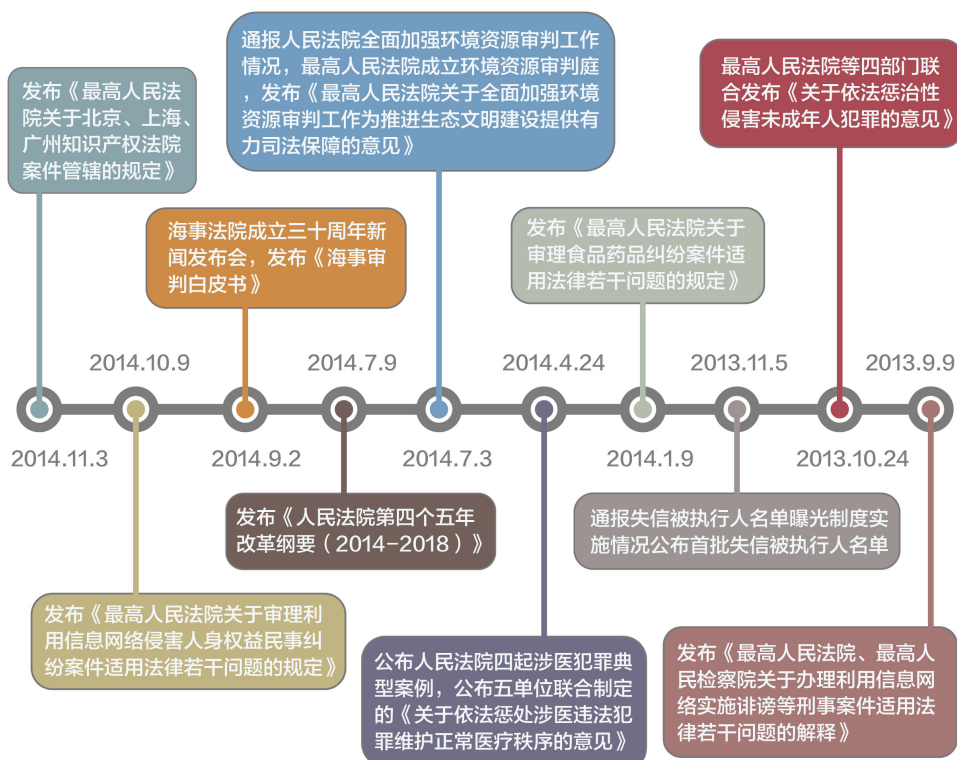 发布《最高人民法
院关于北京、上海、
广州知识产权法院
案件管辖的规定》
通报人民法院全面加强环境资源审判工作
情况，最高人民法院成立环境资源审判庭
，发布《最高人民法院关于全面加强环境
资源审判工作为推进生态文明建设提供有
力司法保障的意见》
最高人民法院等四部门联
合发布《关于依法惩治性
侵害未成年人犯罪的意见》
海事法院成立三十周年新
闻发布会，发布《海事审
判白皮书》
发布《最高人民法院关于
审理食品药品纠纷案件适
用法律若干问题的规定》
2014.10.9
2014.7.9
2014.4.24
2013.11.5
2013.9.9
2014.11.3
2014.9.2
2014.7.3
2014.1.9
2013.10.24
发布《人民法院第四个五年
改革纲要（2014-2018）》
通报失信被执行人名单曝光制度实
施情况公布首批失信被执行人名单
发布《最高人民法院关于审理利
用信息网络侵害人身权益民事纠
纷案件适用法律若干问题的规定》
公布人民法院四起涉医犯罪典
型案例，公布五单位联合制定
的《关于依法惩处涉医违法犯
罪维护正常医疗秩序的意见》
发布《最高人民法院、最高人
民检察院关于办理利用信息网
络实施诽谤等刑事案件适用法
律若干问题的解释》